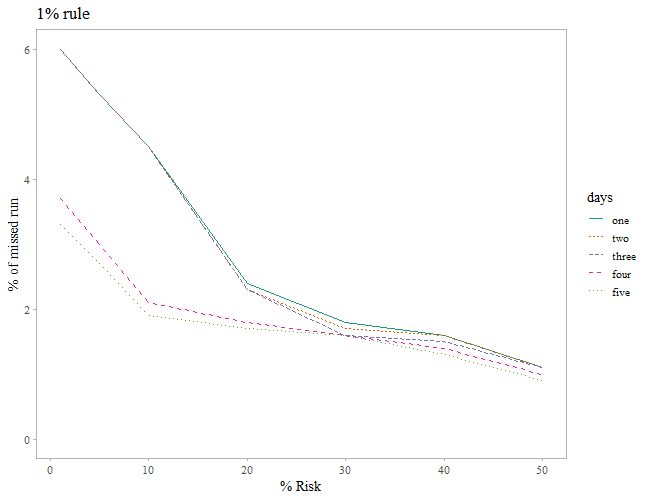 1% rule
% of missed run
6
4
2
0
0 10 20 30 40 50
% Risk
days
one
two
three
four
five